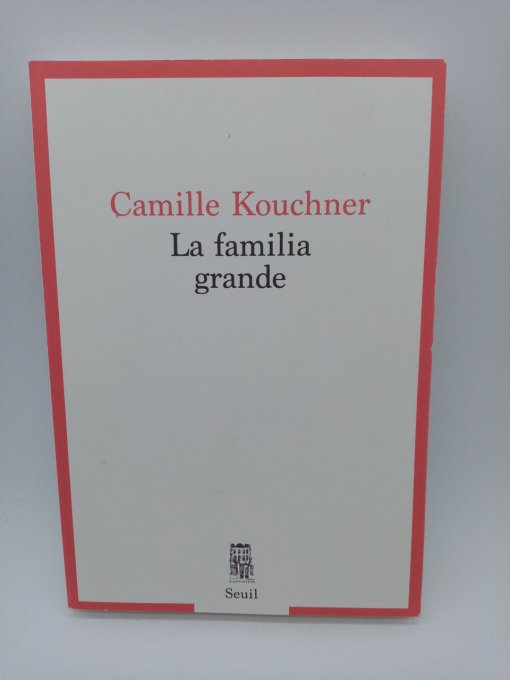 Camille Kouchner
La familia
grande
Seuil